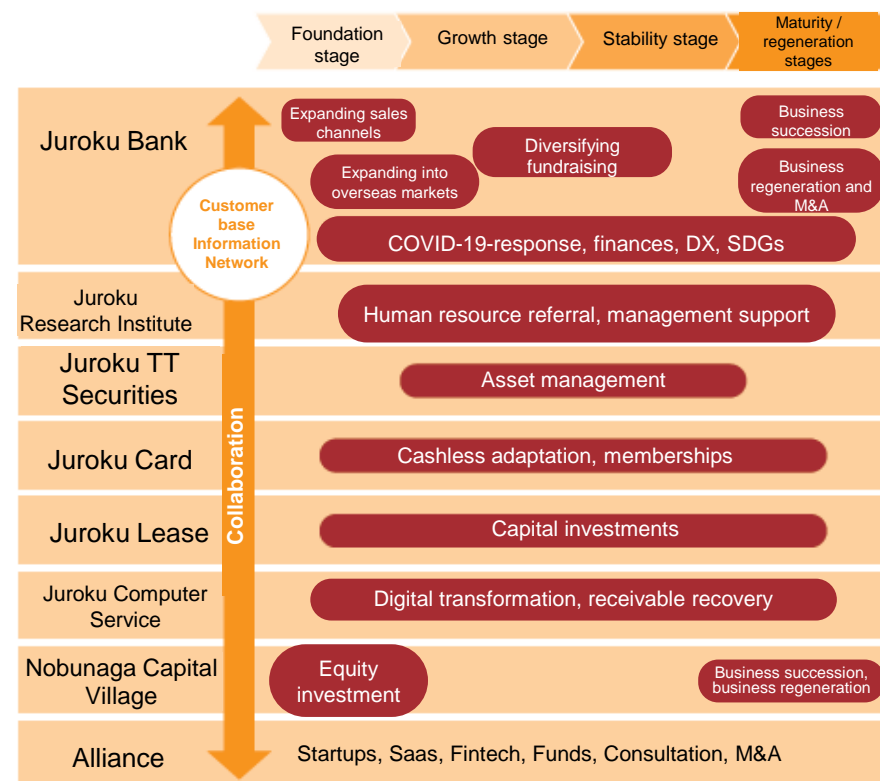 Foundation
stage
Growth stage
Stability stage
Maturity /
regeneration
stages
Juroku Bank
Expanding sales
channels
Expanding into
overseas markets
Diversifying
fundraising
Business
succession
Business
regeneration and
M&A
COVID-19-response, finances, DX, SDGs
Customer
base
Information
Network
Collaboration
Juroku
Research Institute
Human resource referral, management support
Juroku TT
Securities
Asset management
Juroku Card
Cashless adaptation, memberships
Juroku Lease
Capital investments
Juroku Computer
Service
Digital transformation, receivable recovery
Nobunaga Capital
Village
Equity
investment
Business succession,
business regeneration
Alliance
Startups, Saas, Fintech, Funds, Consultation, M&A